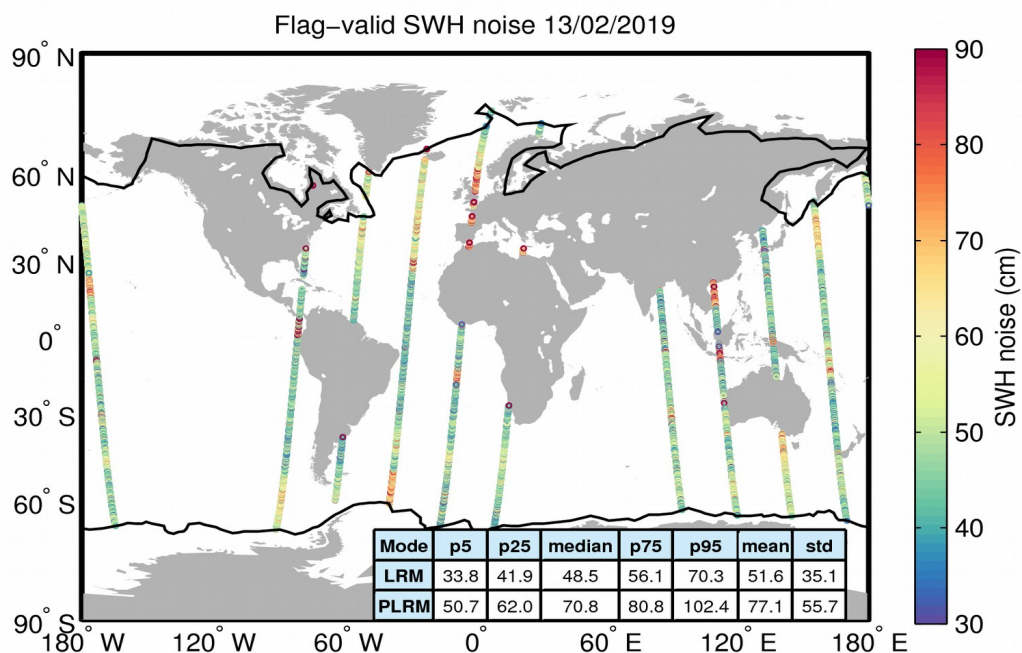 Flag−valid SWH noise 13/02/2019
90° N
60° N
30° N
0°
30° S
60° S
90° S
180° W
120° W
60° W
0°
60° E
120° E
180° E
90
80
70
60
50
40
30
SWH noise (cm)
Mode p5 p25 median p75 p95 mean std
LRM 33.8 41.9 48.5 56.1 70.3 51.6 35.1
PLRM 50.7 62.0 70.8 80.8 102.4 77.1 55.7